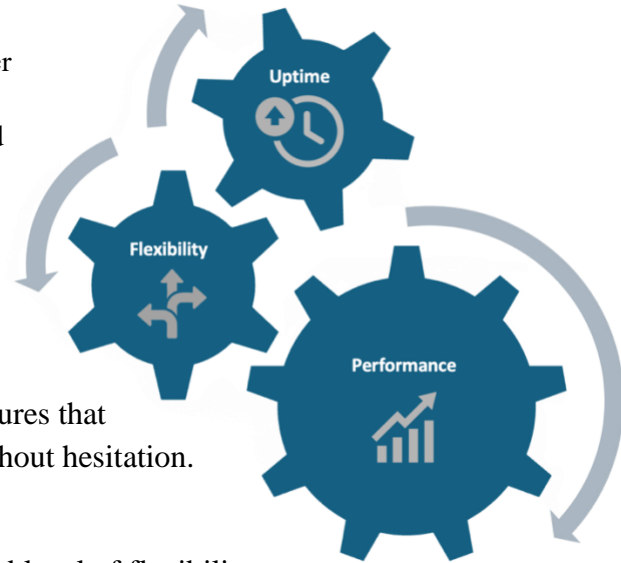 er
Uptime
Flexibility
Performance
ures that
hout hesitation.